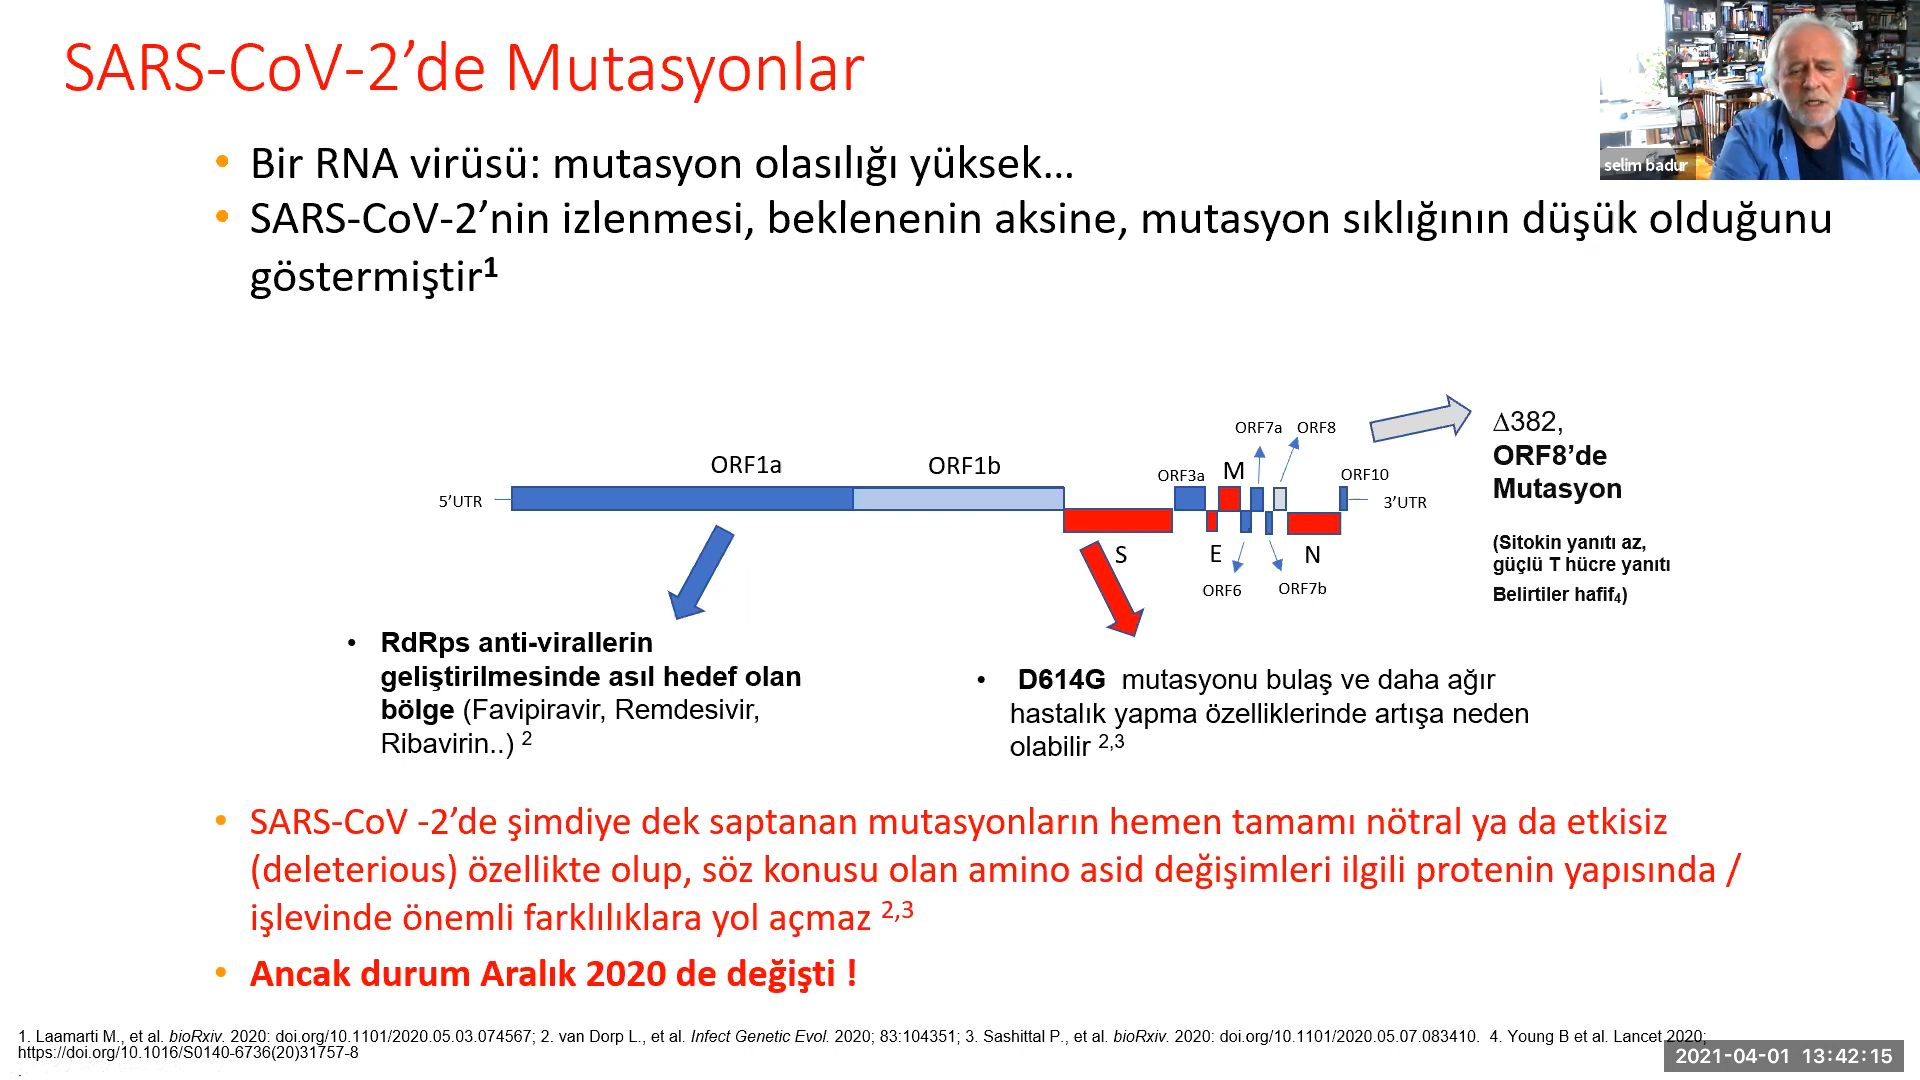 SARS-CoV-2’de Mutasyonlar
selim badur
• Bir RNA virüsü: mutasyon olasılığı yüksek...
• SARS-CoV-2’nin izlenmesi, beklenenin aksine, mutasyon sıklığının düşük olduğunu
göstermiştir1
ORF7a ORF8
ORF1a ORF1b ORF3a M ORF10
5’UTR 3’UTR
S E N
ORF6 ORF7b
Δ382,
ORF8’de
Mutasyon
(Sitokin yanıtı az,
güçlü T hücre yanıtı
Belirtiler hafif4)
• RdRps anti-virallerin
geliştirilmesinde asıl hedef olan
bölge (Favipiravir, Remdesivir,
Ribavirin..) 2
• D614G mutasyonu bulaş ve daha ağır
hastalık yapma özelliklerinde artışa neden
olabilir 2,3
• SARS-CoV -2’de şimdiye dek saptanan mutasyonların hemen tamamı nötral ya da etkisiz
(deleterious) özellikte olup, söz konusu olan amino asid değişimleri ilgili protenin yapısında /
işlevinde önemli farklılıklara yol açmaz 2,3
• Ancak durum Aralık 2020 de değişti !
1. Laamarti M., et al. bioRxiv. 2020: doi.org/10.1101/2020.05.03.074567; 2. van Dorp L., et al. Infect Genetic Evol. 2020; 83:104351; 3. Sashittal P., et al. bioRxiv. 2020: doi.org/10.1101/2020.05.07.083410. 4. Young B et al. Lancet 2020;
https://doi.org/10.1016/S0140-6736(20)31757-8
.
2021-04-01 13:42:15